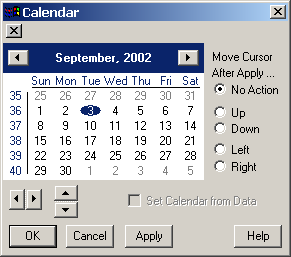 Calendar
September, 2002
Sun Mon Tue Wed Thu Fri Sat
35 25 26 27 28 29 30 31
36 1 2 3 4 5 6 7
37 8 9 10 11 12 13 14
38 15 16 17 18 19 20 21
39 22 23 24 25 26 27 28
40 29 30 1 2 3 4 5
Move Cursor
After Apply ...
No Action
Up
Down
Left
Right
Set Calendar from Data
OK Cancel Apply Help